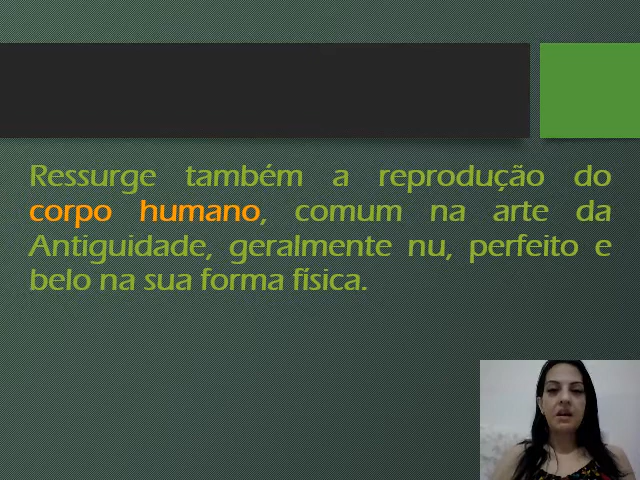 Ressurge também a reprodução do
corpo humano, comum na arte da
Antiguidade, geralmente nu, perfeito e
belo na sua forma física.